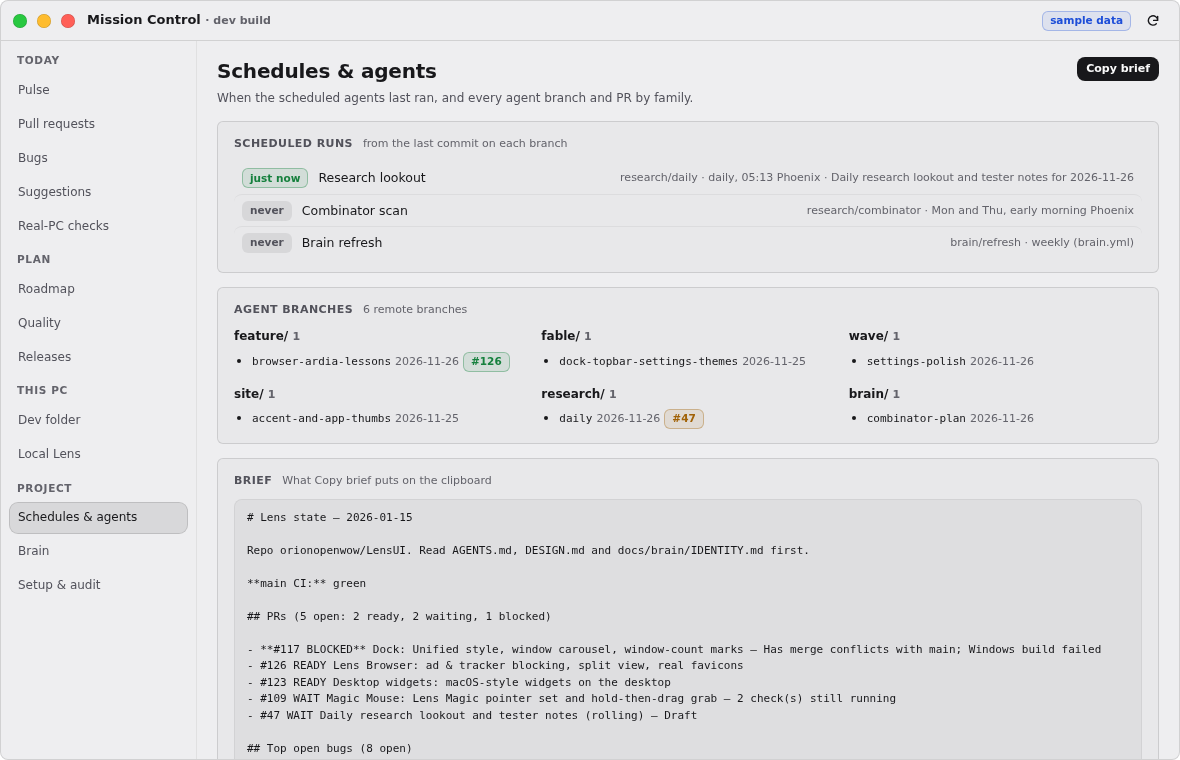 Mission Control · dev build
sample data
TODAY
Pulse
Pull requests
Bugs
Suggestions
Real-PC checks
PLAN
Roadmap
Quality
Releases
THIS PC
Dev folder
Local Lens
PROJECT
Schedules & agents
Brain
Setup & audit
Schedules & agents
Copy brief
When the scheduled agents last ran, and every agent branch and PR by family.
SCHEDULED RUNS from the last commit on each branch
just now Research lookout research/daily · daily, 05:13 Phoenix · Daily research lookout and tester notes for 2026-11-26
never Combinator scan research/combinator · Mon and Thu, early morning Phoenix
never Brain refresh brain/refresh · weekly (brain.yml)
AGENT BRANCHES 6 remote branches
feature/ 1
• browser-ardia-lessons 2026-11-26 #126
fable/ 1
• dock-topbar-settings-themes 2026-11-25
wave/ 1
• settings-polish 2026-11-26
site/ 1
• accent-and-app-thumbs 2026-11-25
research/ 1
• daily 2026-11-26 #47
brain/ 1
• combinator-plan 2026-11-26
BRIEF What Copy brief puts on the clipboard
# Lens state — 2026-01-15
Repo orionopenwow/LensUI. Read AGENTS.md, DESIGN.md and docs/brain/IDENTITY.md first.
**main CI:** green
## PRs (5 open: 2 ready, 2 waiting, 1 blocked)
- **#117 BLOCKED** Dock: Unified style, window carousel, window-count marks — Has merge conflicts with main; Windows build failed
- #126 READY Lens Browser: ad & tracker blocking, split view, real favicons
- #123 READY Desktop widgets: macOS-style widgets on the desktop
- #109 WAIT Magic Mouse: Lens Magic pointer set and hold-then-drag grab — 2 check(s) still running
- #47 WAIT Daily research lookout and tester notes (rolling) — Draft
## Top open bugs (8 open)